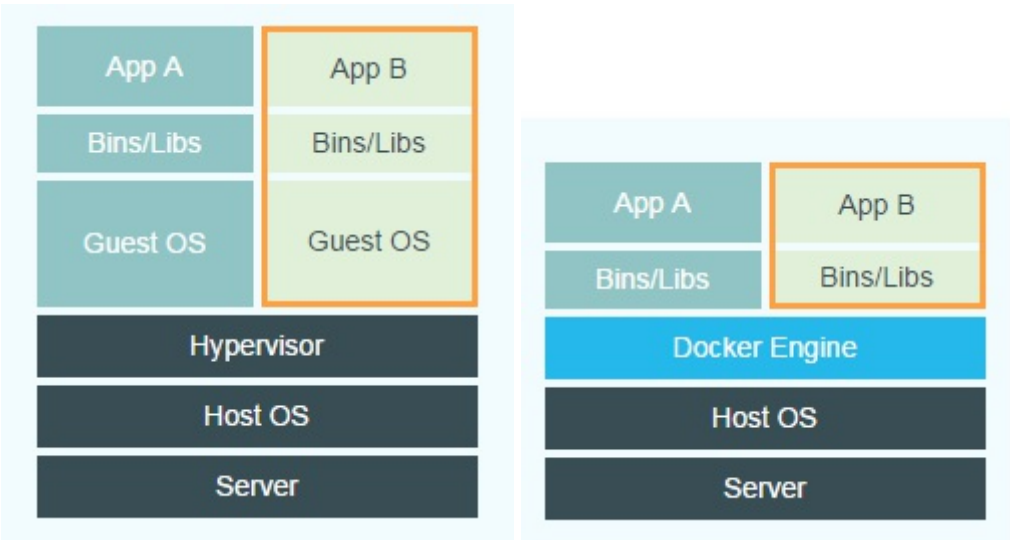 App A
App B
Bins/Libs
Bins/Libs
Guest OS
Guest OS
Hypervisor
Host OS
Server
App A
App B
Bins/Libs
Bins/Libs
Docker Engine
Host OS
Server